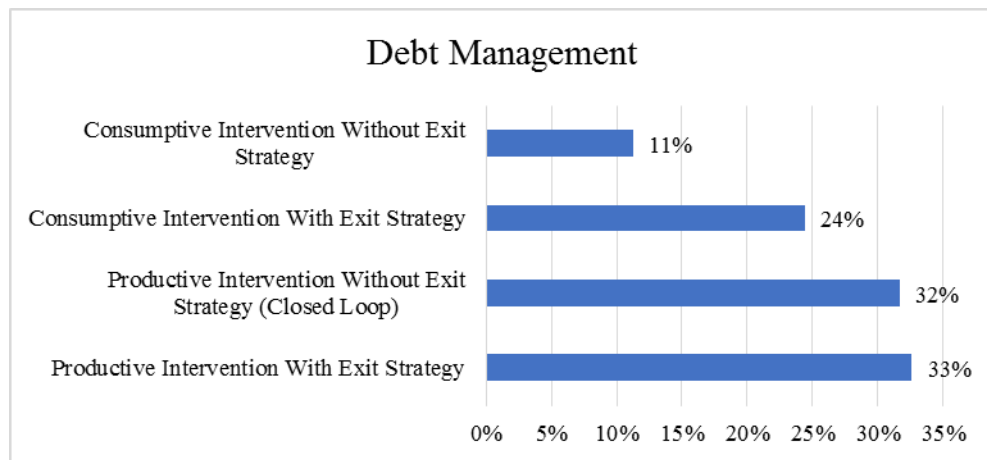 Debt Management
Consumptive Intervention Without Exit
Strategy
11%
Consumptive Intervention With Exit Strategy
24%
Productive Intervention Without Exit
Strategy (Closed Loop)
32%
Productive Intervention With Exit Strategy
33%
0% 5% 10% 15% 20% 25% 30% 35%